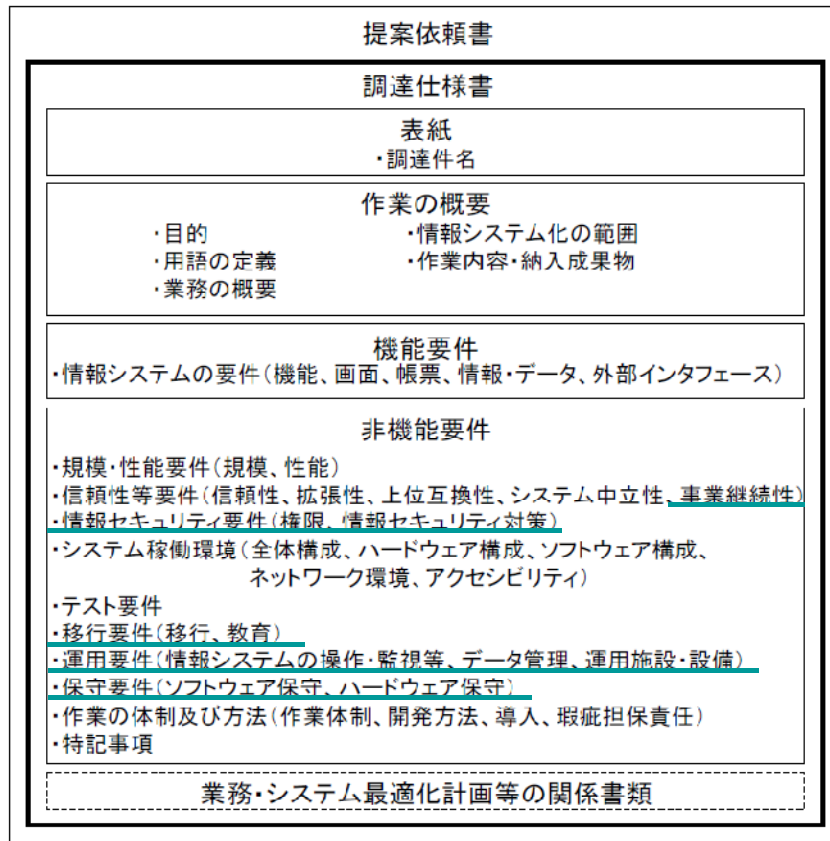 提案依頼書
調達仕様書
表紙
・調達件名
作業の概要
・目的 ・情報システム化の範囲
・用語の定義 ・作業内容・納入成果物
・業務の概要
機能要件
・情報システムの要件(機能、画面、帳票、情報・データ、外部インタフェース)
非機能要件
・規模・性能要件(規模、性能)
・信頼性等要件(信頼性、拡張性、上位互換性、システム中立性、事業継続性)
・情報セキュリティ要件(権限、情報セキュリティ対策)
・システム稼働環境(全体構成、ハードウェア構成、ソフトウェア構成、
ネットワーク環境、アクセシビリティ)
・テスト要件
・移行要件(移行、教育)
・運用要件(情報システムの操作・監視等、データ管理、運用施設・設備)
・保守要件(ソフトウェア保守、ハードウェア保守)
・作業の体制及び方法(作業体制、開発方法、導入、瑕疵担保責任)
・特記事項
業務・システム最適化計画等の関係書類